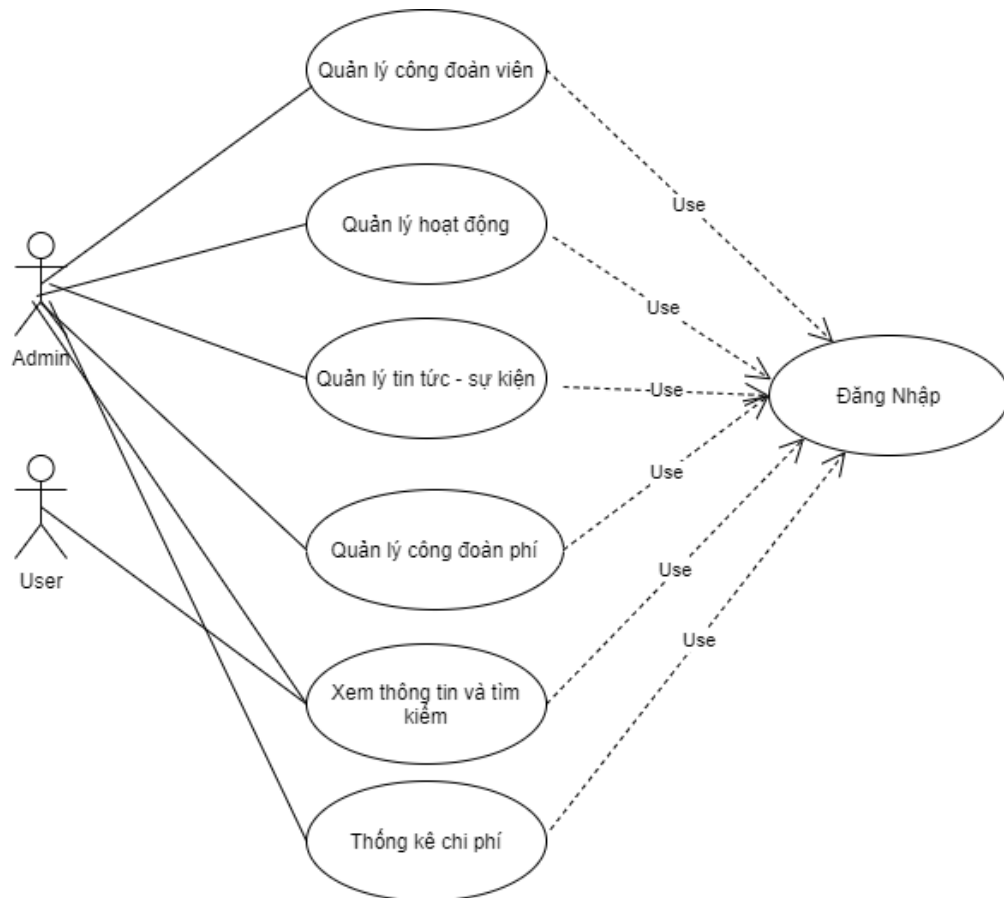 Quản lý công đoàn viên
Use
Quản lý hoạt động
Admin
Use
Quản lý tin tức - sự kiện
Use
Đăng Nhập
User
Use
Quản lý công đoàn phí
Use
Xem thông tin và tìm
kiếm
Use
Thống kê chi phí